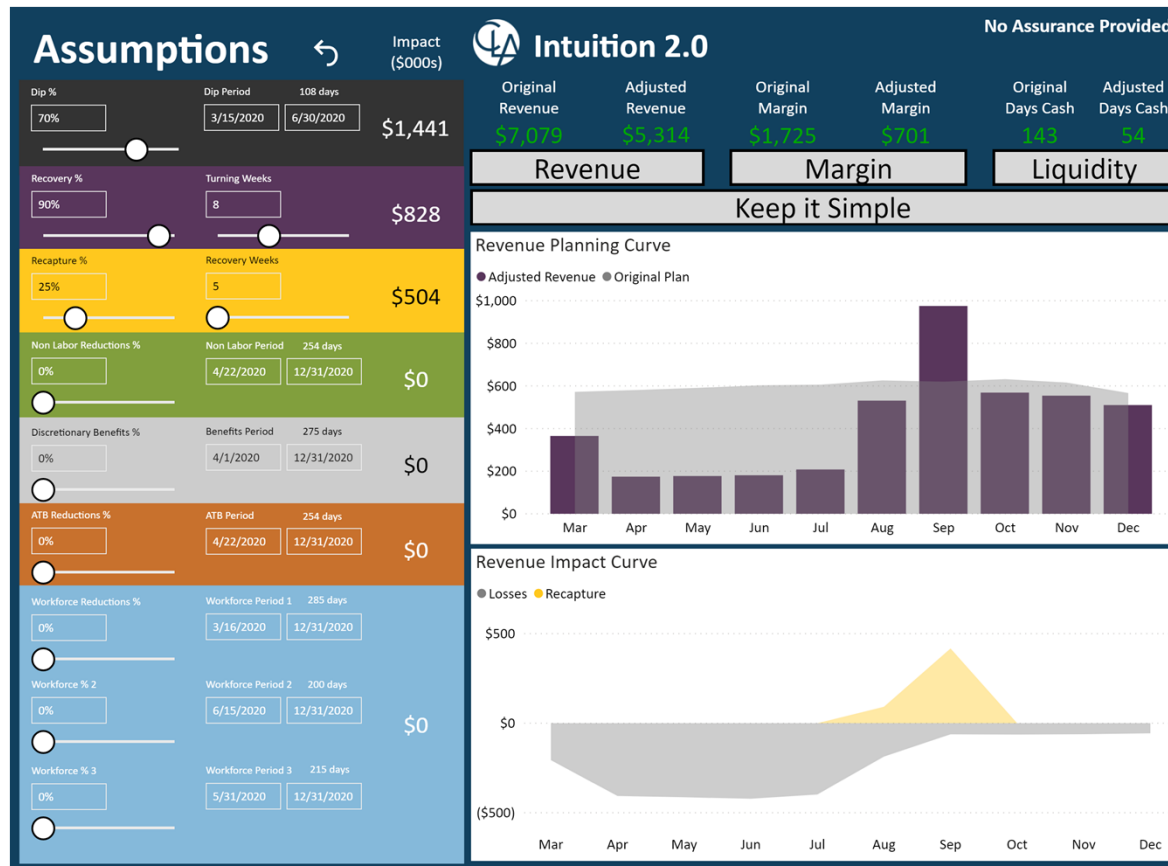 Assumptions
Impact
($000s)
Dip %
Dip Period 108 days
70%
3/15/2020 6/30/2020
$1,441
Recovery %
Turning Weeks
90%
8
$828
Recapture %
Recovery Weeks
25%
5
$504
Non Labor Reductions %
Non Labor Period 254 days
0%
4/22/2020 12/31/2020
$0
Discretionary Benefits %
Benefits Period 275 days
0%
4/1/2020 12/31/2020
$0
ATB Reductions %
ATB Period 254 days
0%
4/22/2020 12/31/2020
$0
Workforce Reductions %
Workforce Period 1 285 days
0%
3/16/2020 12/31/2020
Workforce % 2
Workforce Period 2 200 days
0%
6/15/2020 12/31/2020
$0
Workforce % 3
Workforce Period 3 215 days
0%
5/31/2020 12/31/2020
CLA Intuition 2.0
No Assurance Provided
Original Revenue
Adjusted Revenue
Original Margin
Adjusted Margin
Original Days Cash
Adjusted Days Cash
$7,079 $5,314 $1,725 $701 143 54
Revenue Margin Liquidity
Keep it Simple
Revenue Planning Curve
Adjusted Revenue Original Plan
$1,000
$800
$600
$400
$200
$0
Mar Apr May Jun Jul Aug Sep Oct Nov Dec
Revenue Impact Curve
Losses Recapture
$500
$0
($500)
Mar Apr May Jun Jul Aug Sep Oct Nov Dec